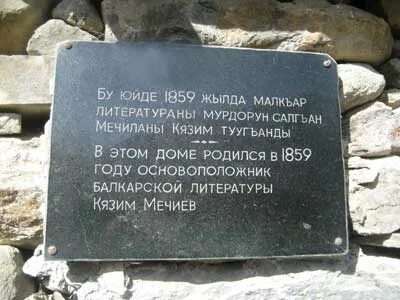 Бу юйде 1859 жылда малкъар
литератураны мурдорун салгъан
Мечиланы Кязим туугъанды
В этом доме родился в 1859
году основоположник
балкарской литературы
Кязим Мечиев